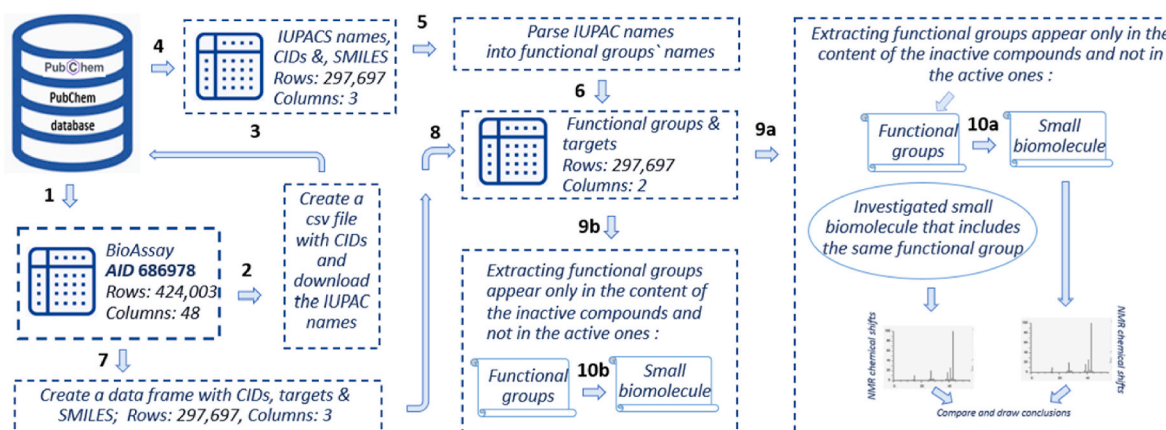 PubChem
PubChem
database
4
IUPACS names,
CIDs &, SMILES
Rows: 297,697
Columns: 3
3
1
BioAssay
AID 686978
Rows: 424,003
Columns: 48
2
Create a
csv file
with CIDs
and
download
the IUPAC
names
7
Create a data frame with CIDs, targets &
SMILES; Rows: 297,697, Columns: 3
5
Parse IUPAC names
into functional groups` names
6
8
Functional groups &
targets
Rows: 297,697
Columns: 2
9b
Extracting functional groups
appear only in the content of
the inactive compounds and
not in the active ones :
Functional
groups
10b
Small
biomolecule
9a
Extracting functional groups appear only in the
content of the inactive compounds and not in
the active ones :
Functional
groups
10a
Small
biomolecule
Investigated small
biomolecule that includes
the same functional group
NMR chemical shifts
NMR chemical shifts
Compare and draw conclusions